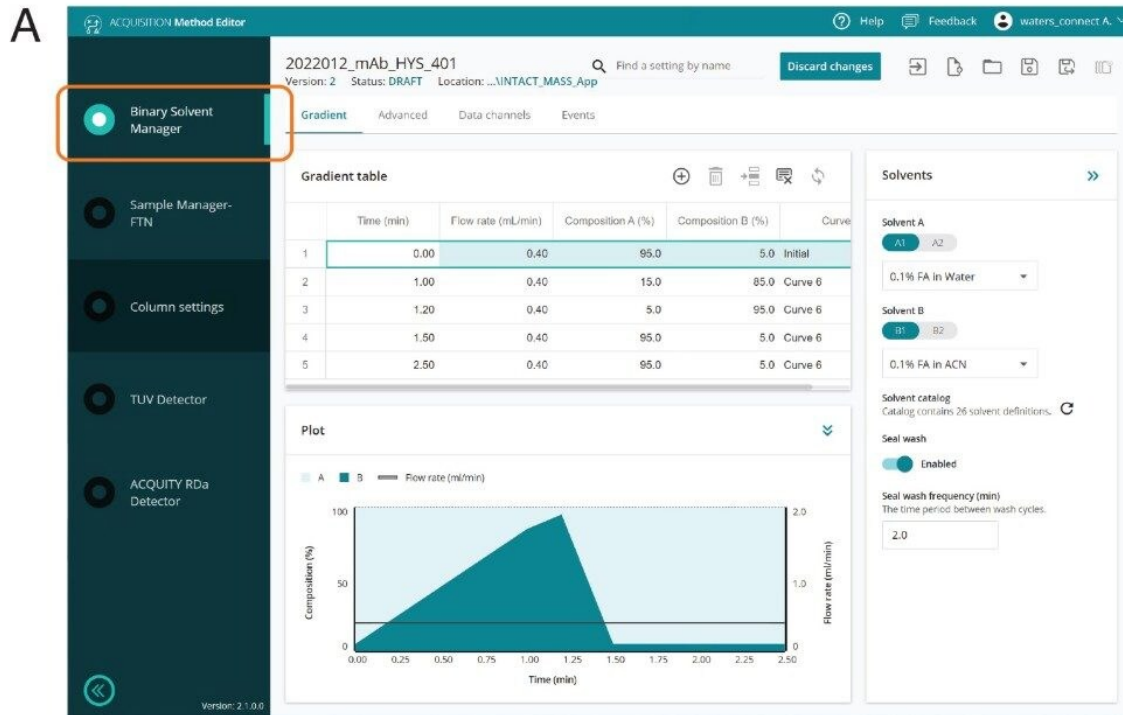 A
ACQUISITION Method Editor
Help
Feedback
waters_connect A.
2022012_mAb_HYS_401
Version: 2 Status: DRAFT Location: ...\INTACT_MASS_App
Find a setting by name
Discard changes
Binary Solvent
Manager
Sample Manager-
FTN
Column settings
TUV Detector
ACQUITY RDa
Detector
Version: 2.1.0.0
Gradient Advanced Data channels Events
Gradient table
Time (min) Flow rate (mL/min) Composition A (%) Composition B (%) Curve
1 0.00 0.40 95.0 5.0 Initial
2 1.00 0.40 15.0 85.0 Curve 6
3 1.20 0.40 5.0 95.0 Curve 6
4 1.50 0.40 95.0 5.0 Curve 6
5 2.50 0.40 95.0 5.0 Curve 6
Plot
A B Flow rate (ml/min)
Composition (%)
100
50
0
2.0
1.0
0
Flow rate (ml/min)
0.00 0.25 0.50 0.75 1.00 1.25 1.50 1.75 2.00 2.25 2.50
Time (min)
Solvents
Solvent A
A1 A2
0.1% FA in Water
Solvent B
B1 B2
0.1% FA in ACN
Solvent catalog
Catalog contains 26 solvent definitions.
Seal wash
Enabled
Seal wash frequency (min)
The time period between wash cycles.
2.0